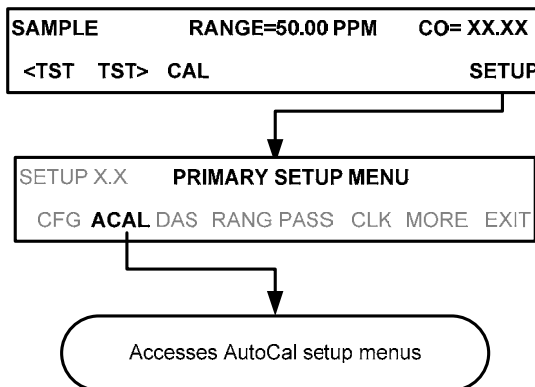 SAMPLE RANGE=50.00 PPM CO= XX.XX
<TST TST> CAL SETUP
SETUP X.X PRIMARY SETUP MENU
CFG ACAL DAS RANG PASS CLK MORE EXIT
Accesses AutoCal setup menus